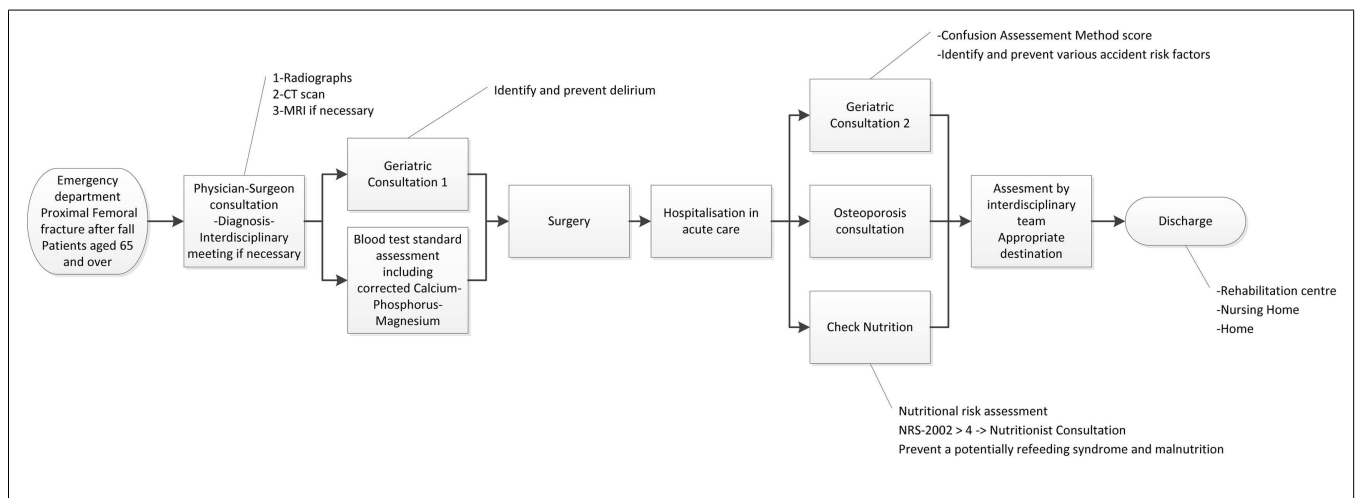 -Confusion Assessement Method score
-Identify and prevent various accident risk factors
1-Radiographs
2-CT scan
3-MRI if necessary
Identify and prevent delirium
Emergency
department
Proximal Femoral
fracture after fall
Patients aged 65
and over
Physician-Surgeon
consultation
-Diagnosis-
Interdisciplinary
meeting if necessary
Geriatric
Consultation 1
Blood test standard
assessment
including
corrected Calcium-
Phosphorus-
Magnesium
Surgery
Hospitalisation in
acute care
Geriatric
Consultation 2
Osteoporosis
consultation
Check Nutrition
Assesment by
interdisciplinary
team
Appropriate
destination
Discharge
-Rehabilitation centre
-Nursing Home
-Home
Nutritional risk assessment
NRS-2002 > 4 -> Nutritionist Consultation
Prevent a potentially refeeding syndrome and malnutrition